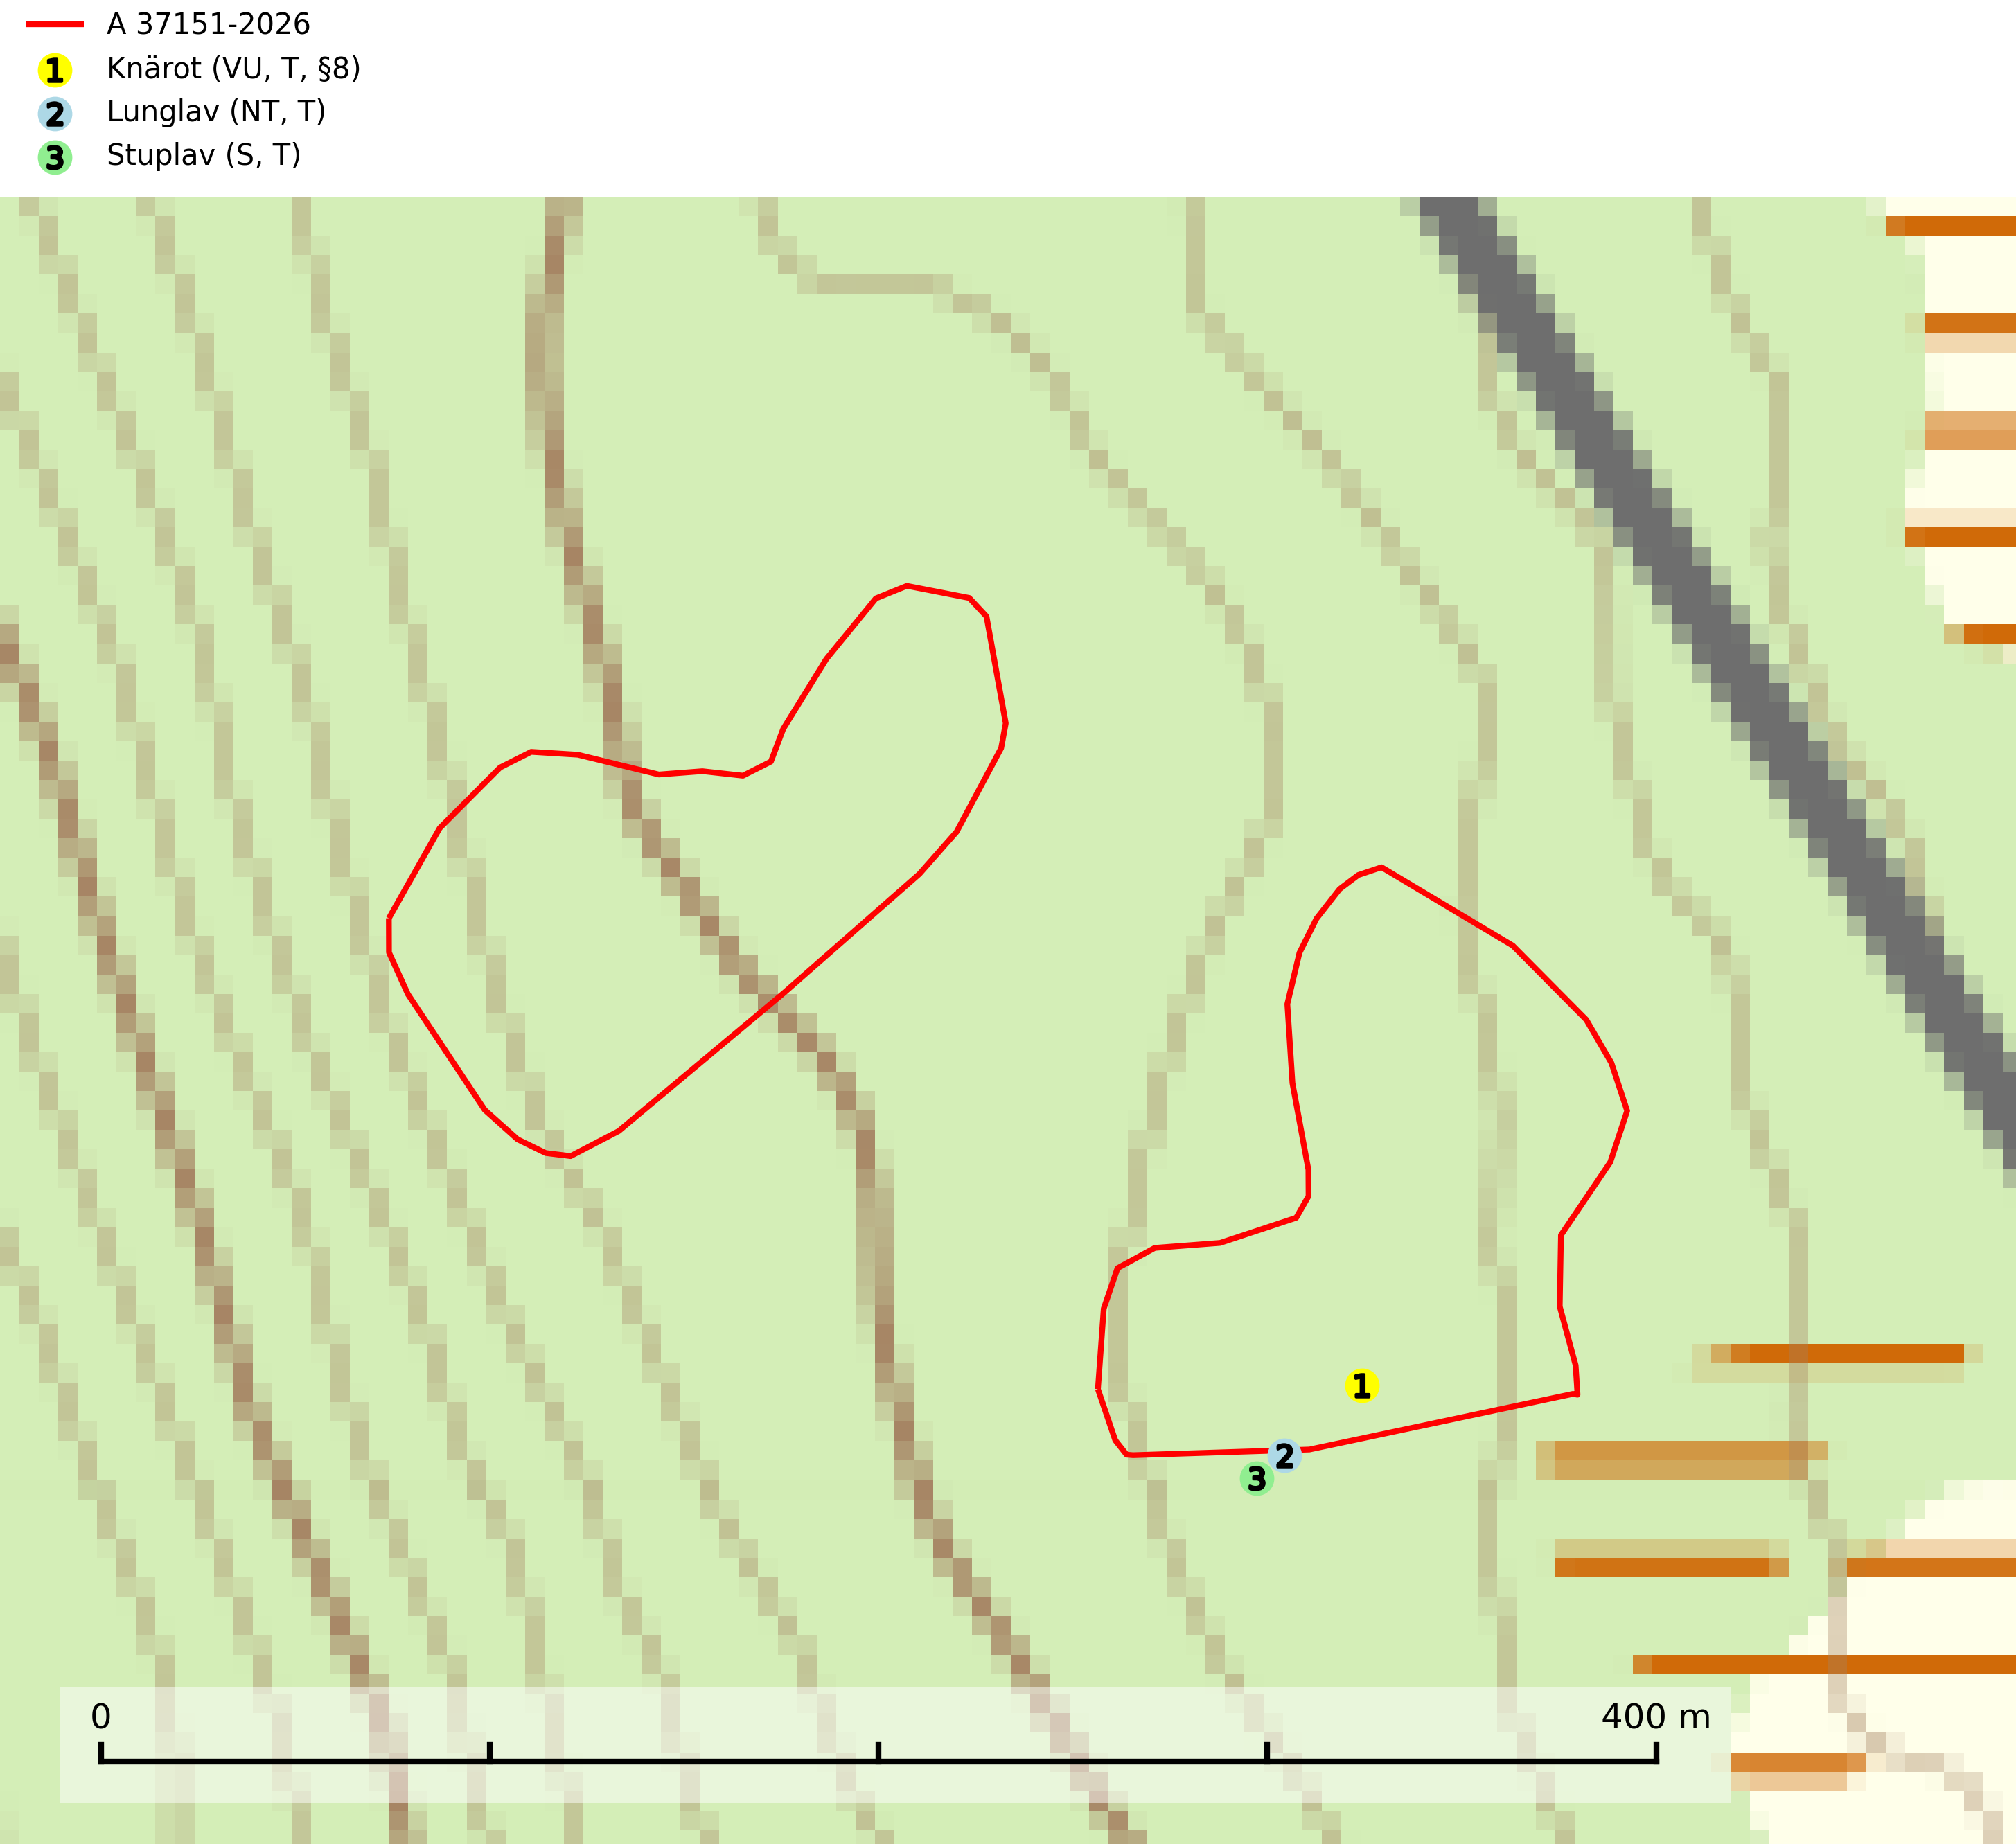 A 37151-2026
1 Knärot (VU, T, §8)
2 Lunglav (NT, T)
3 Stuplav (S, T)
1
2
3
0 400 m